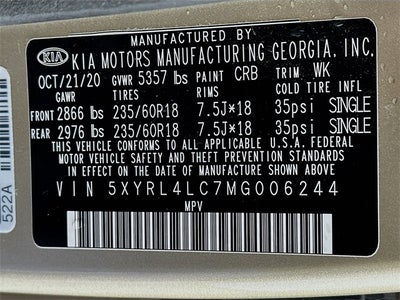 MANUFACTURED BY
KIA KIA MOTORS MANUFACTURING GEORGIA, INC.
OCT/21/20 GVWR 5357 lbs PAINT CRB TRIM WK
GAWR TIRES RIMS COLD TIRE INFL
FRONT 2866 lbs 235/60R18 7.5J×18 35psi SINGLE
REAR 2976 lbs 235/60R18 7.5J×18 35psi SINGLE
THIS VEHICLE CONFORMS TO ALL APPLICABLE U.S.A. FEDERAL
MOTOR VEHICLE SAFETY AND THEFT PREVENTION STANDARDS
IN EFFECT ON THE DATE OF MANUFACTURE SHOWN ABOVE.
VIN 5XYRL4LC7MG006244
MPV
522A